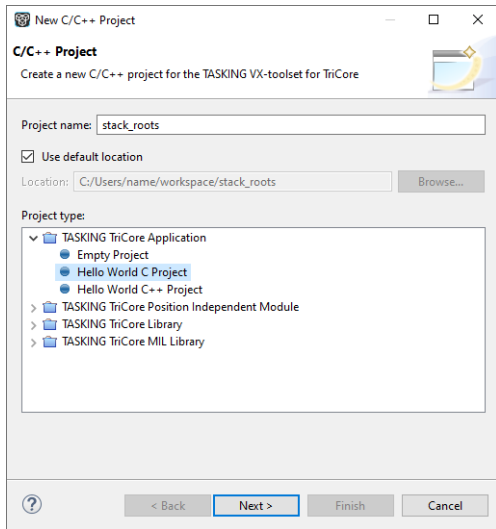 New C/C++ Project
C/C++ Project
Create a new C/C++ project for the TASKING VX-toolset for TriCore
Project name: stack_roots
Use default location
Location: C:/Users/name/workspace/stack_roots Browse...
Project type:
TASKING TriCore Application
Empty Project
Hello World C Project
Hello World C++ Project
TASKING TriCore Position Independent Module
TASKING TriCore Library
TASKING TriCore MIL Library
? < Back Next > Finish Cancel